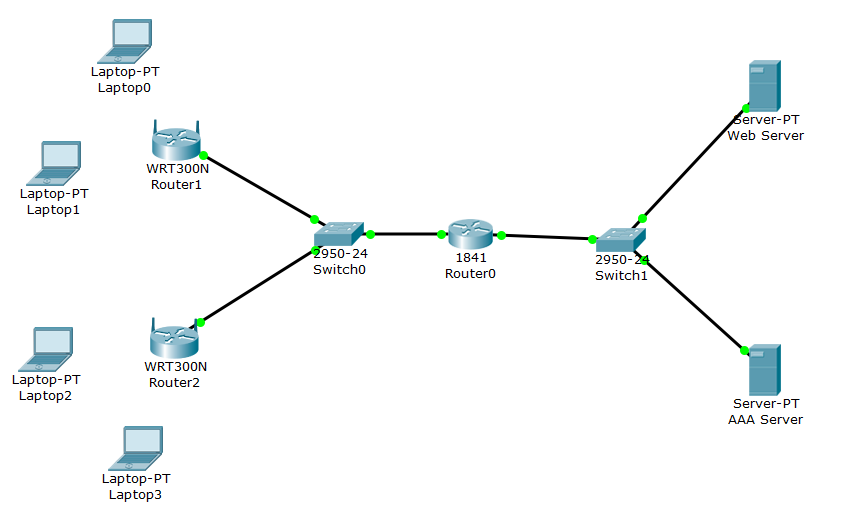 Laptop-PT
Laptop0
WRT300N
Router1
Laptop-PT
Laptop1
2950-24
Switch0
1841
Router0
2950-24
Switch1
Server-PT
Web Server
WRT300N
Router2
Laptop-PT
Laptop2
Laptop-PT
Laptop3
Server-PT
AAA Server